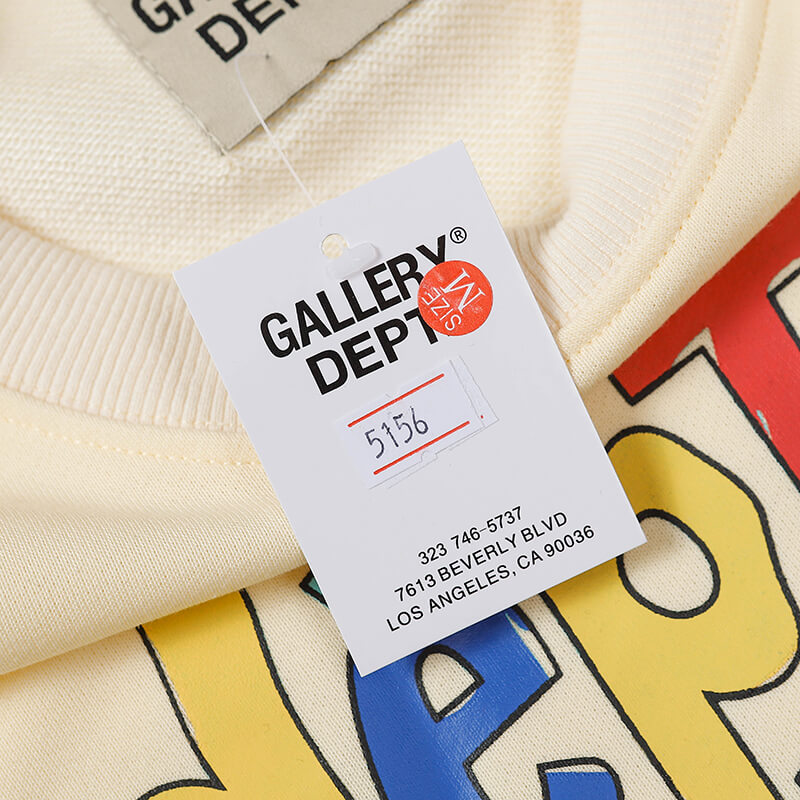 GALLERY
DEPT
GALLERY®
DEPT
SIZE:
M
5156
323 746-5737
7613 BEVERLY BLVD
LOS ANGELES, CA 90036